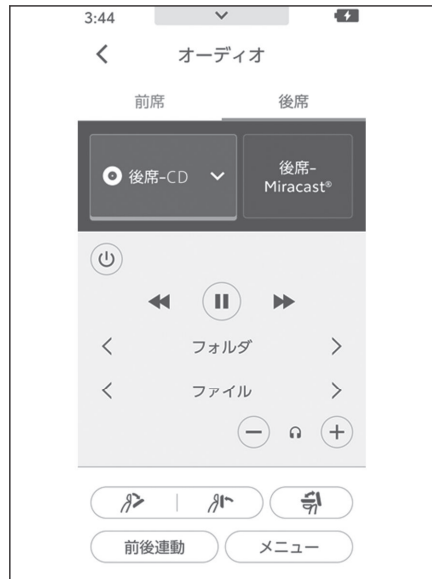 3:44
オーディオ
前席
後席
後席-CD
後席-
Miracast®
フォルダ
ファイル
前後連動
メニュー